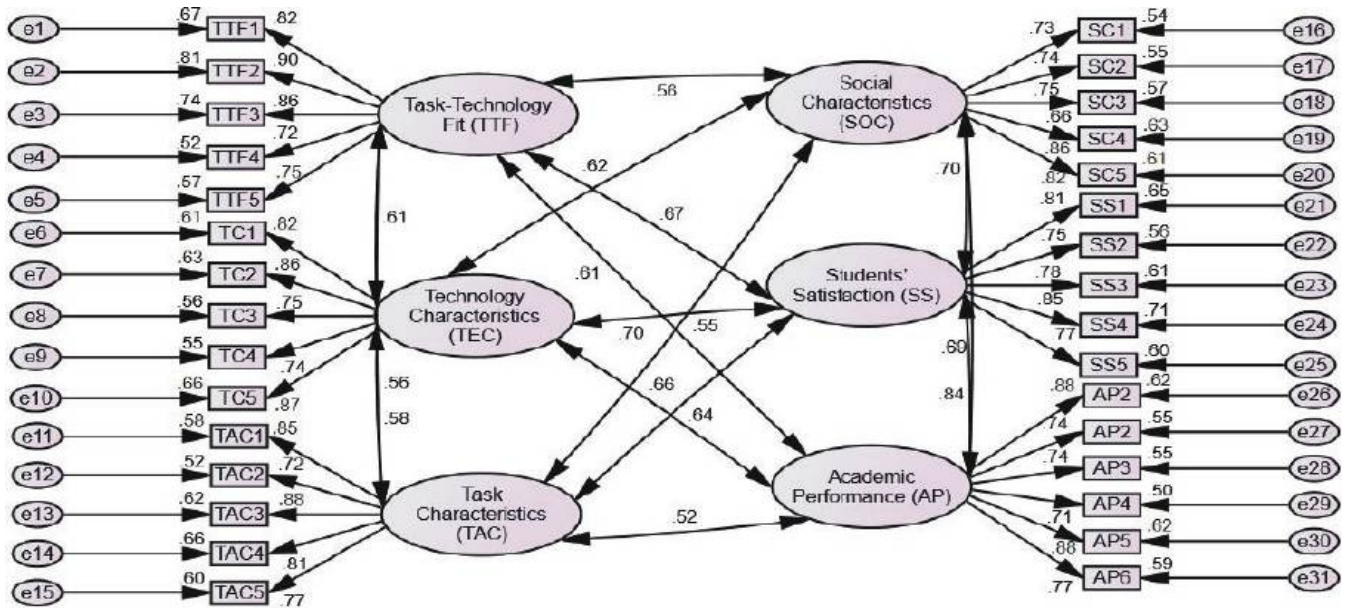 e1 .67 TTF1 .82
e2 .81 TTF2 .90
e3 .74 TTF3 .86
e4 .52 TTF4 .72
e5 .57 TTF5 .75
e6 .61 TC1 .62
e7 .63 TC2 .86
e8 .56 TC3 .75
e9 .55 TC4 .74
e10 .66 TC5 .87
e11 .58 TAC1 .85
e12 .52 TAC2 .72
e13 .62 TAC3 .88
e14 .66 TAC4 .81
e15 .60 TAC5 .77
Task-Technology
Fit (TTF)
Technology
Characteristics
(TEC)
Task
Characteristics
(TAC)
.61
.56
.58
.56
.62
.67
.61
.70
.55
.66
.64
.52
Social
Characteristics
(SOC)
Students'
Satisfaction (SS)
Academic
Performance (AP)
.70
.69
.84
.73 SC1 .54 e16
.74 SC2 .55 e17
.75 SC3 .57 e18
.66 SC4 .63 e19
.86 SC5 .61 e20
.82
.81 SS1 .65 e21
.75 SS2 .56 e22
.78 SS3 .61 e23
.85 SS4 .71 e24
.77 SS5 .60 e25
.88 AP2 .62 e26
.74 AP2 .55 e27
.74 AP3 .55 e28
AP4 .50 e29
.71 AP5 .62 e30
.88 AP6 .59 e31
.77